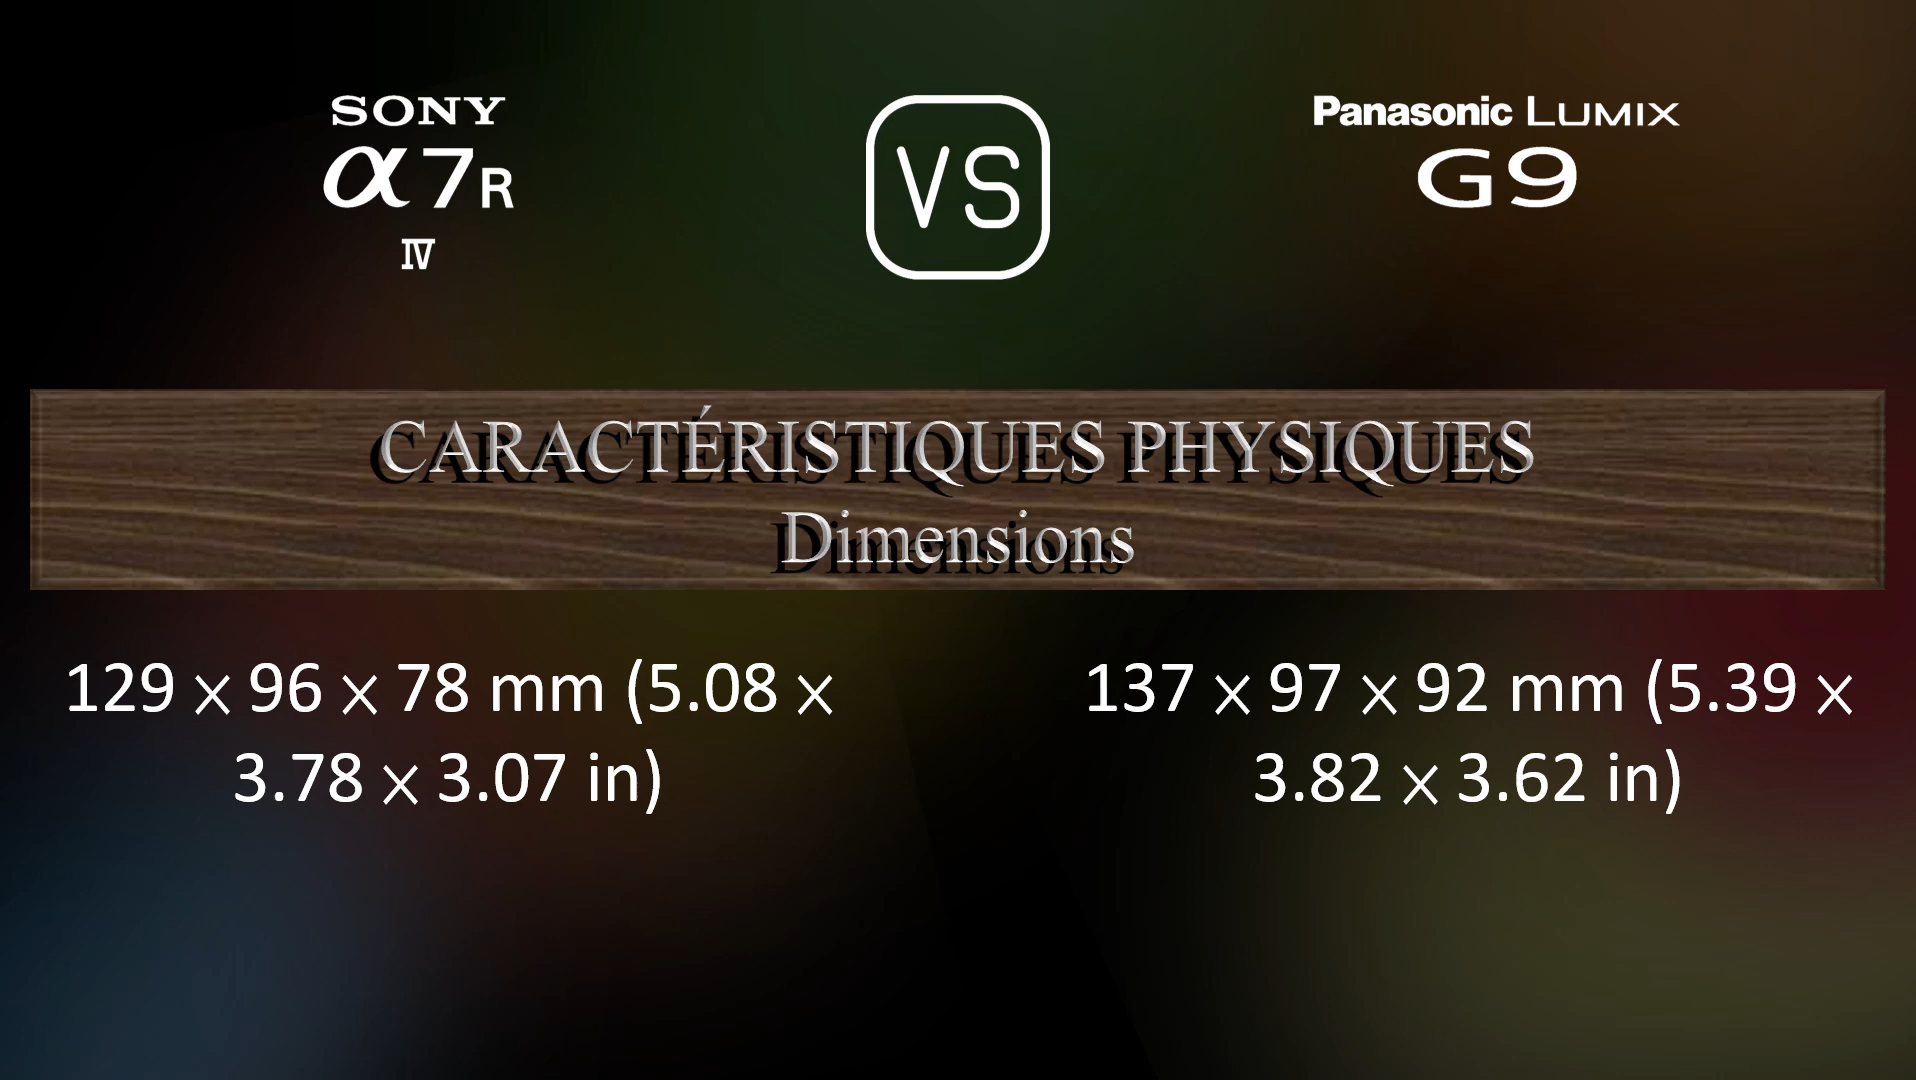 SONY
α7R
IV
VS
Panasonic LUMIX
G9
CARACTÉRISTIQUES PHYSIQUES
Dimensions
129 x 96 x 78 mm (5.08 x
3.78 x 3.07 in)
137 x 97 x 92 mm (5.39 x
3.82 x 3.62 in)